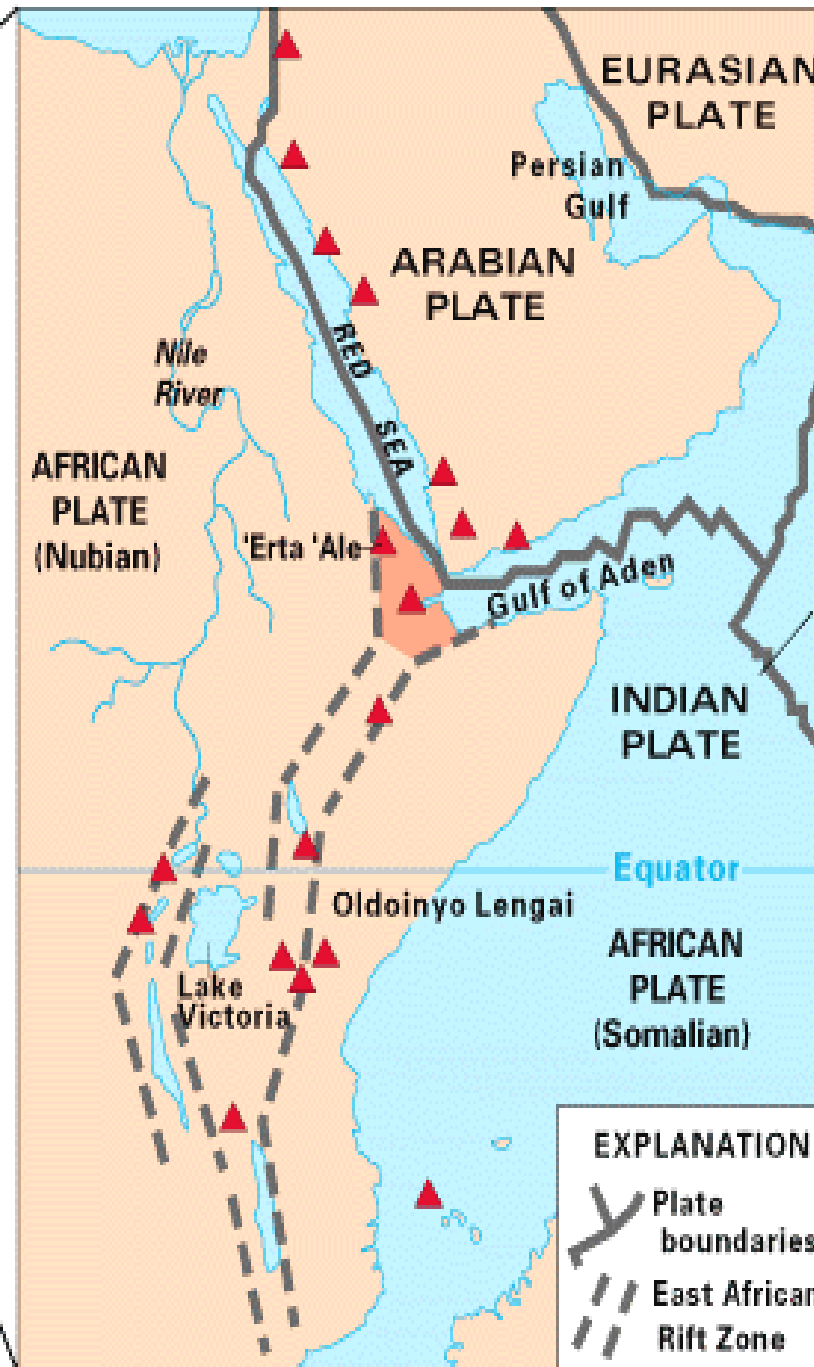 EURASIAN
PLATE
Persian
Gulf
ARABIAN
PLATE
RED
SEA
Nile
River
AFRICAN
PLATE
(Nubian)
'Erta 'Ale
Gulf of Aden
INDIAN
PLATE
Equator
Oldoinyo Lengai
AFRICAN
PLATE
(Somalian)
Lake
Victoria
EXPLANATION
Plate
boundaries
East African
Rift Zone